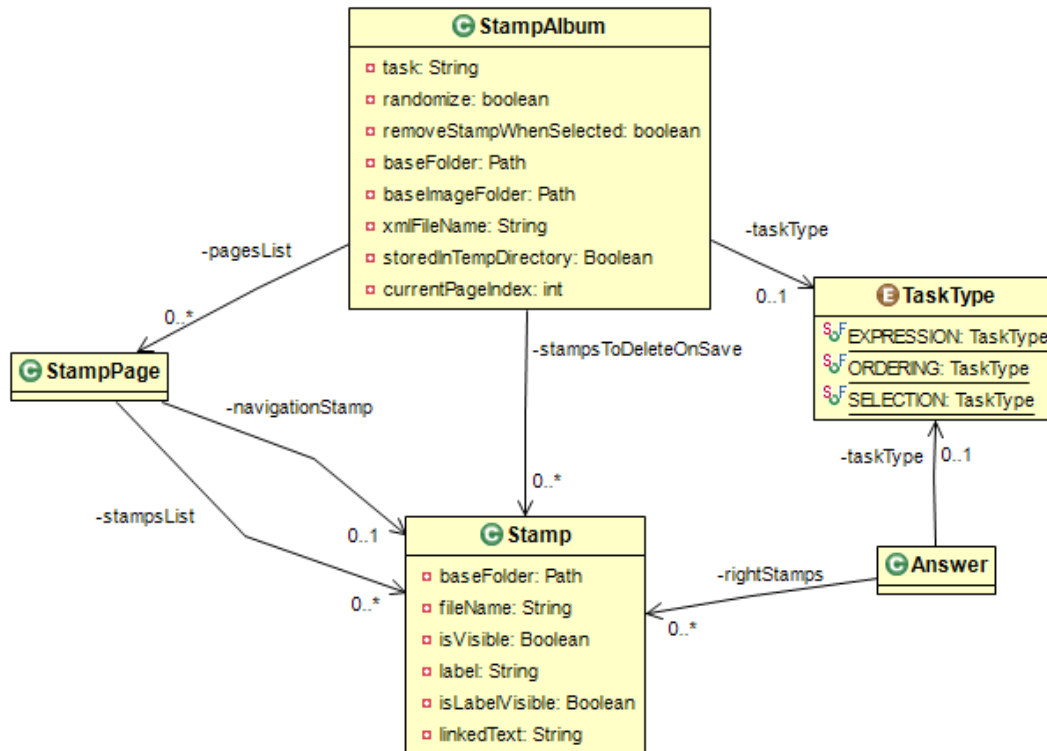 StampAlbum
task: String
randomize: boolean
removeStampWhenSelected: boolean
baseFolder: Path
baseImageFolder: Path
xmlFileName: String
storedInTempDirectory: Boolean
currentPageIndex: int
-pagesList
0..*
-taskType
0..1
-stampsToDeleteOnSave
0..*
TaskType
EXPRESSION: TaskType
ORDERING: TaskType
SELECTION: TaskType
StampPage
-navigationStamp
0..1
-stampsList
0..*
-taskType
0..1
Answer
-rightStamps
0..*
Stamp
baseFolder: Path
fileName: String
isVisible: Boolean
label: String
isLabelVisible: Boolean
linkedText: String